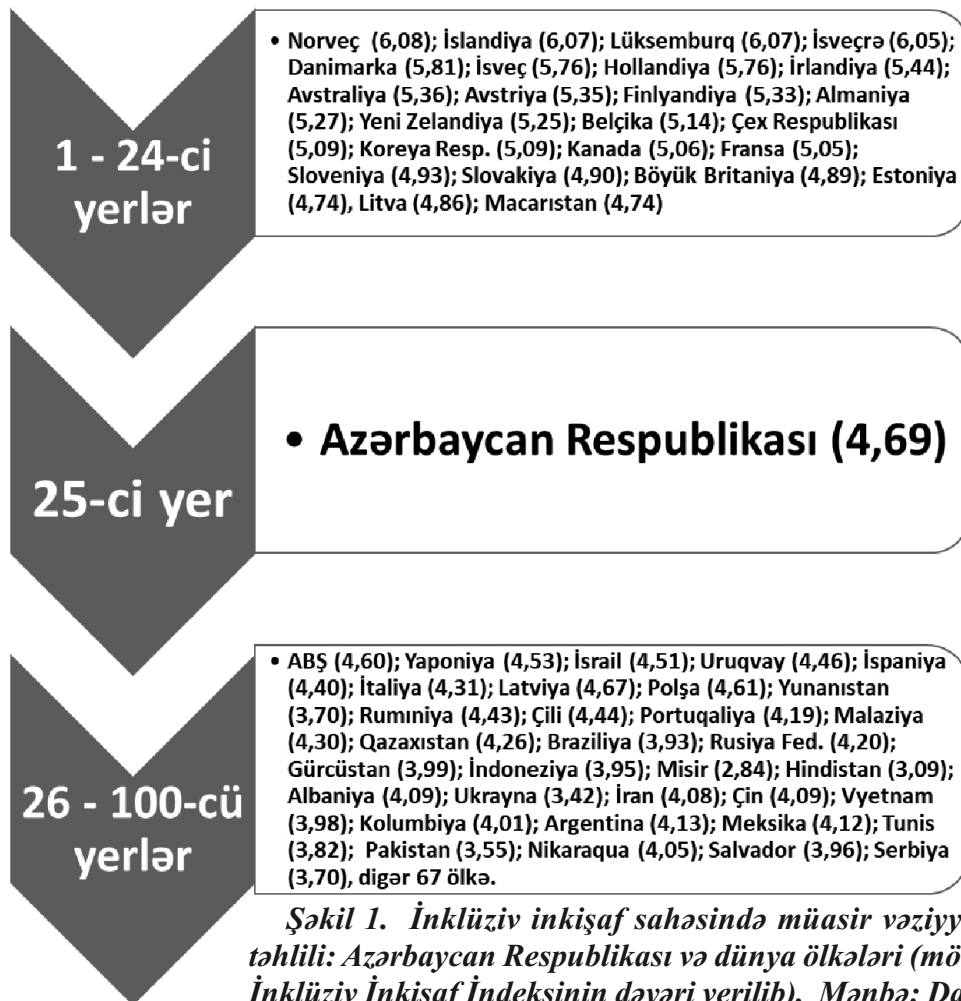 1 - 24-ci
yerlər
• Norveç (6,08); İslandiya (6,07); Lüksemburq (6,07); İsveçrə (6,05);
Danimarka (5,81); İsveç (5,76); Hollandiya (5,76); İrlandiya (5,44);
Avstraliya (5,36); Avstriya (5,35); Finlyandiya (5,33); Almaniya
(5,27); Yeni Zelandiya (5,25); Belçika (5,14); Çex Respublikası
(5,09); Koreya Resp. (5,09); Kanada (5,06); Fransa (5,05);
Sloveniya (4,93); Slovakiya (4,90); Böyük Britaniya (4,89); Estoniya
(4,74), Litva (4,86); Macarıstan (4,74)
25-ci yer
• Azərbaycan Respublikası (4,69)
26 - 100-cü
yerlər
• ABŞ (4,60); Yaponiya (4,53); İsrail (4,51); Uruqvay (4,46); İspaniya
(4,40); İtaliya (4,31); Latviya (4,67); Polşa (4,61); Yunanıstan
(3,70); Rumıniya (4,43); Çili (4,44); Portuqaliya (4,19); Malaziya
(4,30); Qazaxıstan (4,26); Braziliya (3,93); Rusiya Fed. (4,20);
Gürcüstan (3,99); İndoneziya (3,95); Misir (2,84); Hindistan (3,09);
Albaniya (4,09); Ukrayna (3,42); İran (4,08); Çin (4,09); Vyetnam
(3,98); Kolumbiya (4,01); Argentina (4,13); Meksika (4,12); Tunis
(3,82); Pakistan (3,55); Nikaraqua (4,05); Salvador (3,96); Serbiya
(3,70), digər 67 ölkə.
Şəkil 1. İnklüziv inkişaf sahəsində müasir vəziyy
təhlili: Azərbaycan Respublikası və dünya ölkələri (mö
İnklüziv İnkişaf İndeksinin dəyəri verilib). Mənbə: Da